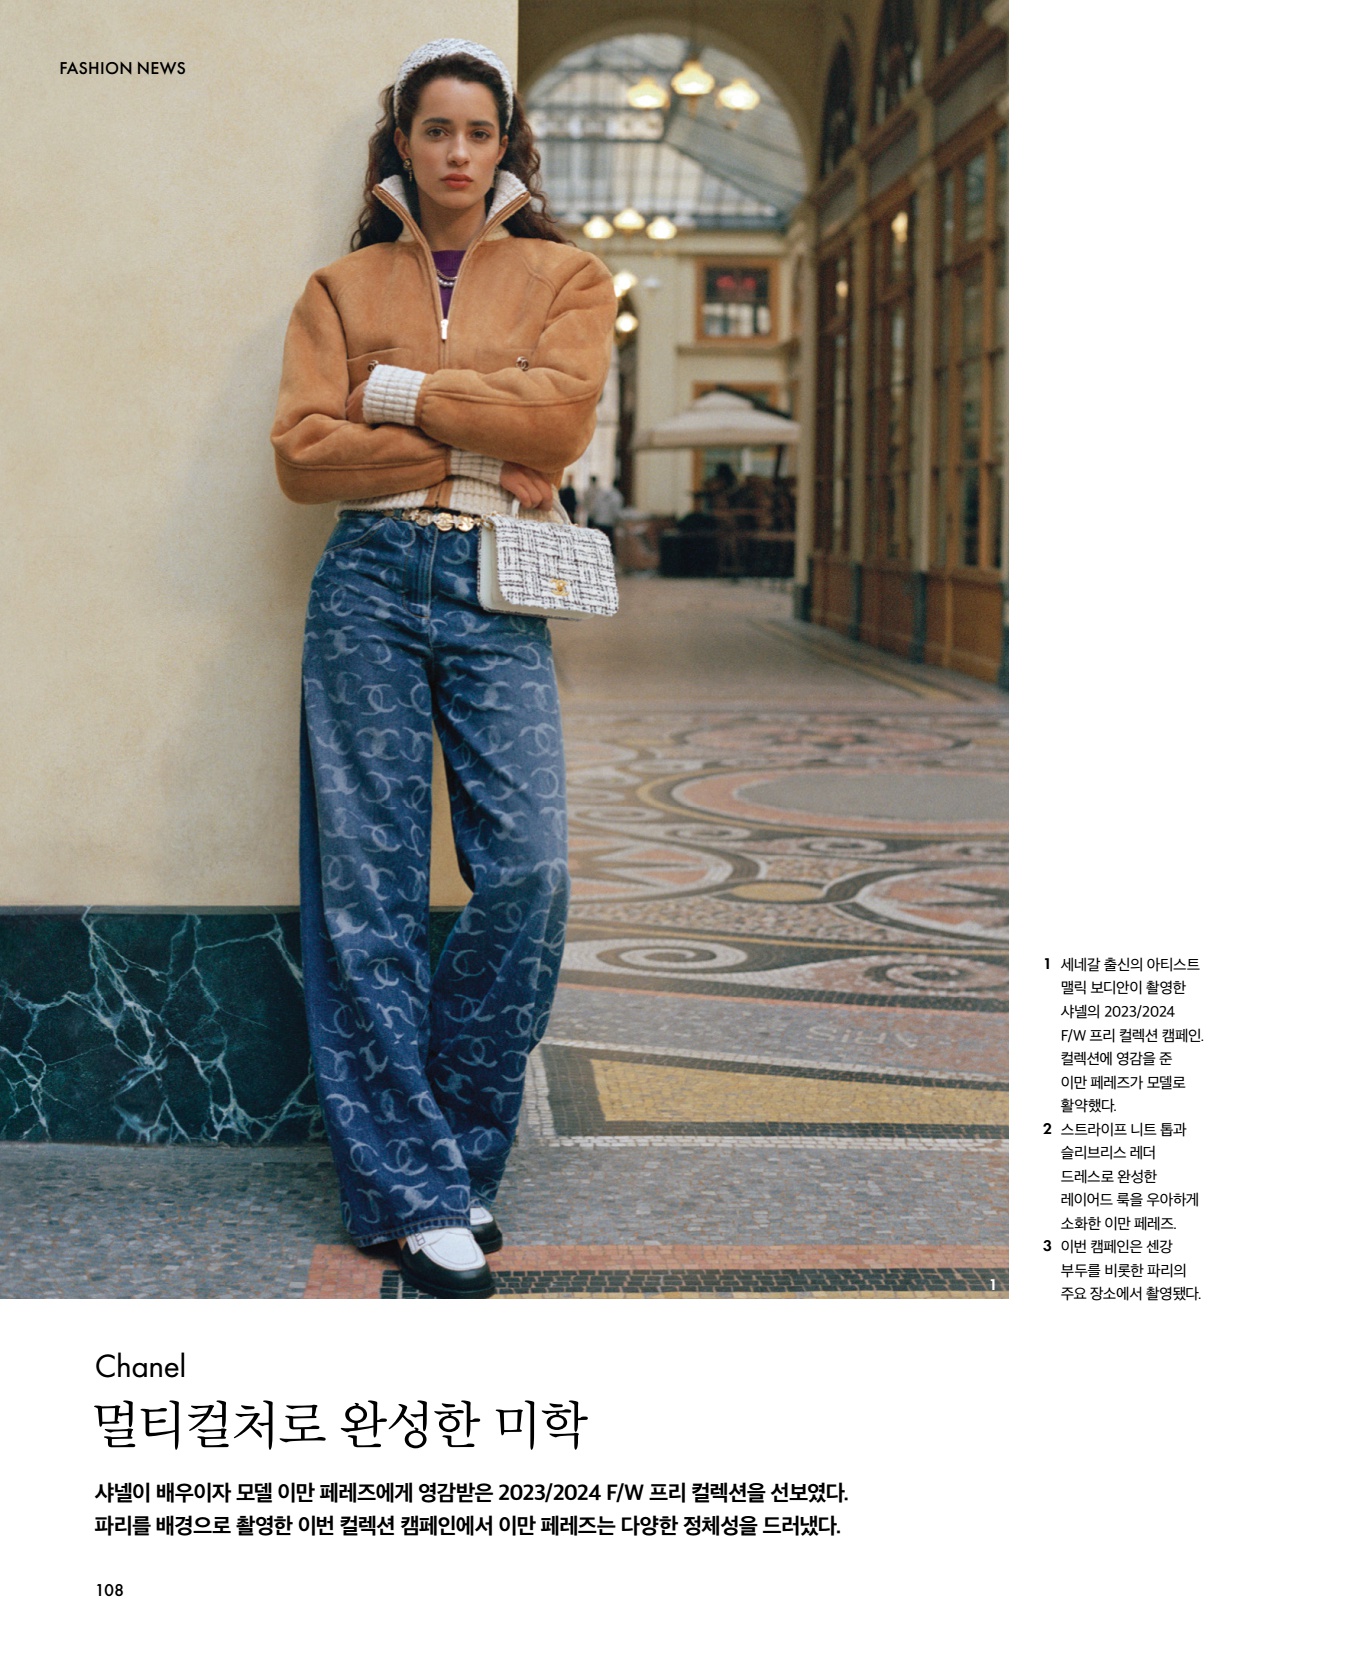 FASHION NEWS
1
1 세네갈 출신의 아티스트
맬릭 보디안이 촬영한
샤넬의 2023/2024
F/W 프리 컬렉션 캠페인.
컬렉션에 영감을 준
이만 페레즈가 모델로
활약했다.
2 스트라이프 니트 톱과
슬리브리스 레더
드레스로 완성한
레이어드 룩을 우아하게
소화한 이만 페레즈.
3 이번 캠페인은 센강
부두를 비롯한 파리의
주요 장소에서 촬영됐다.
Chanel
멀티컬처로 완성한 미학
샤넬이 배우이자 모델 이만 페레즈에게 영감받은 2023/2024 F/W 프리 컬렉션을 선보였다.
파리를 배경으로 촬영한 이번 컬렉션 캠페인에서 이만 페레즈는 다양한 정체성을 드러냈다.
108